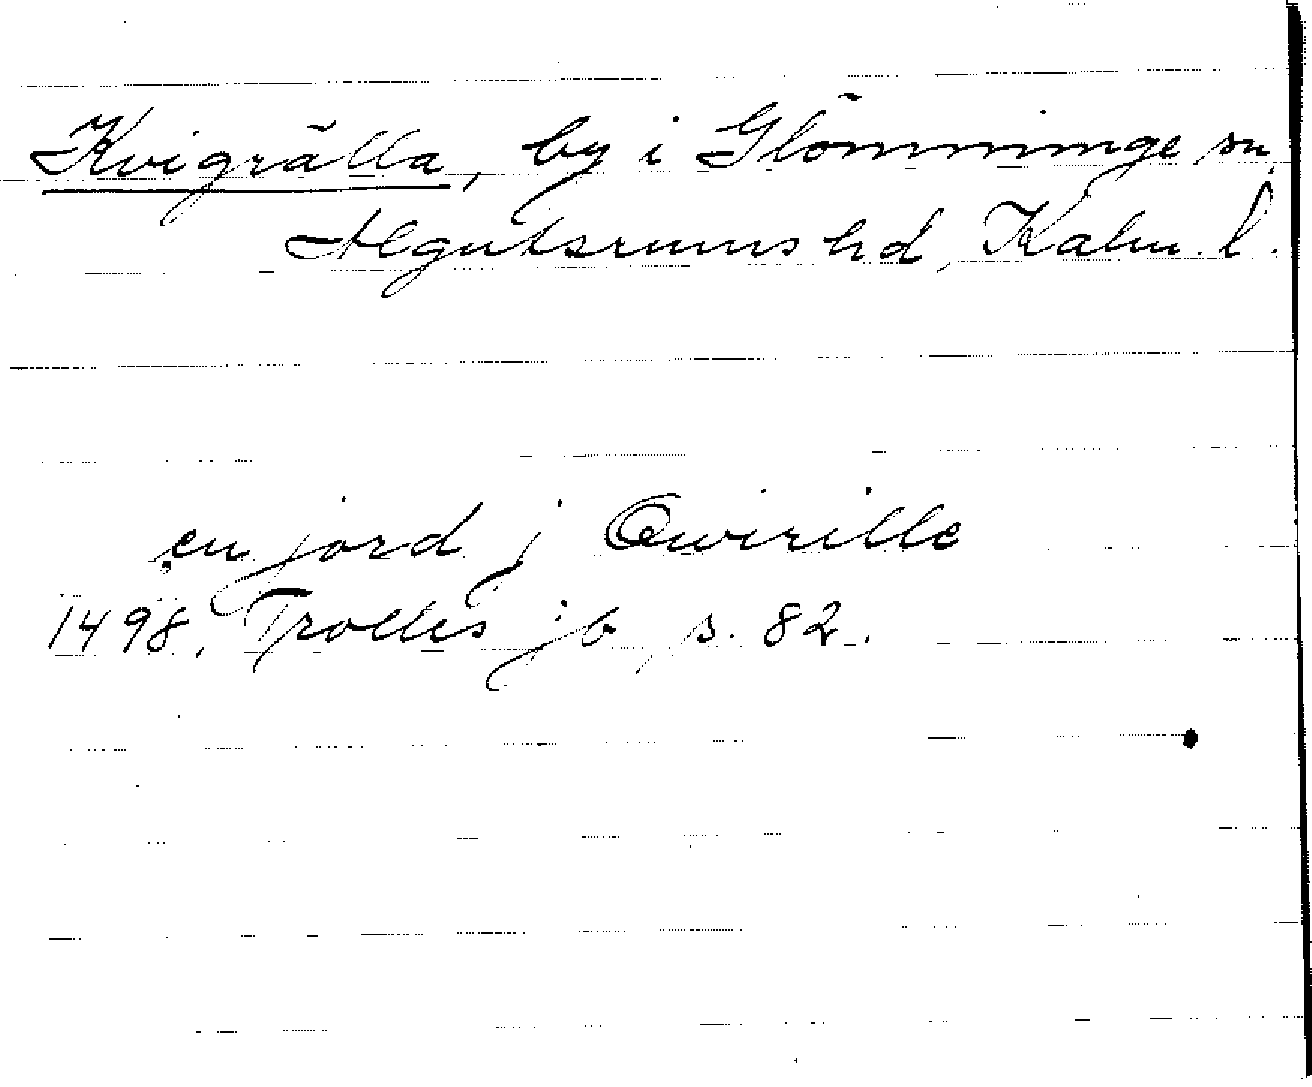 Kvigrälla, by i Glömminge sn,
Algutsrums hd, Kalm. l.
en jord j Qwirille
1498, Trolles jb, s. 82.